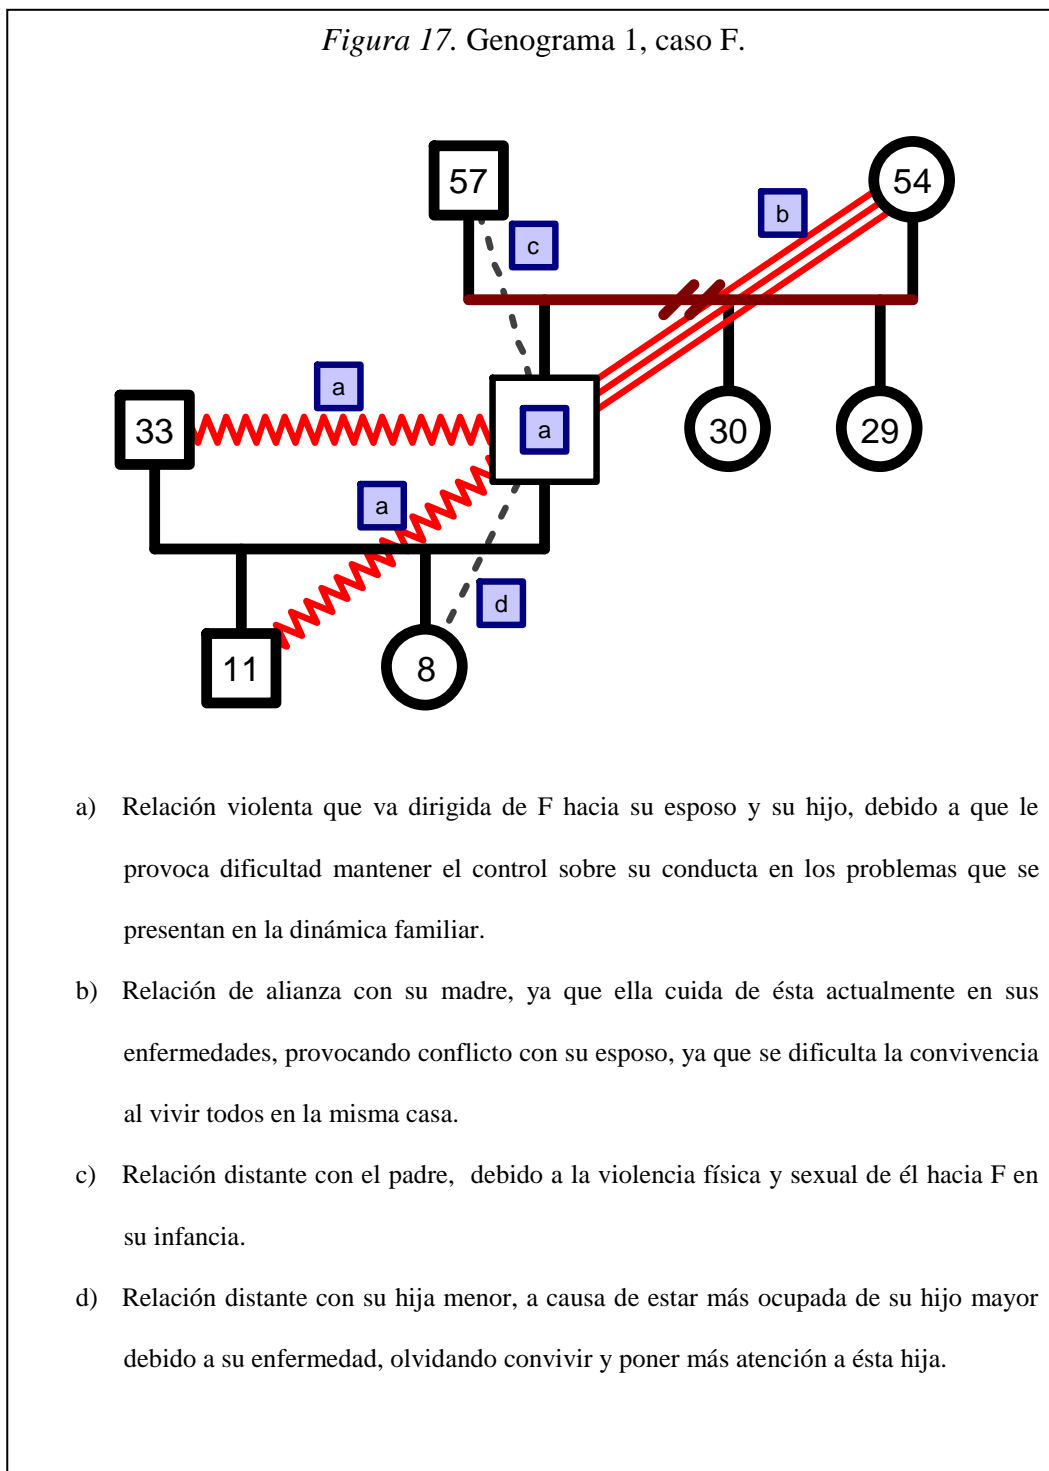 Figura 17. Genograma 1, caso F.
57
54
b
c
a
33
a
30
29
a
d
11
8
a) Relación violenta que va dirigida de F hacia su esposo y su hijo, debido a que le
provoca dificultad mantener el control sobre su conducta en los problemas que se
presentan en la dinámica familiar.
b) Relación de alianza con su madre, ya que ella cuida de ésta actualmente en sus
enfermedades, provocando conflicto con su esposo, ya que se dificulta la convivencia
al vivir todos en la misma casa.
c) Relación distante con el padre, debido a la violencia física y sexual de él hacia F en
su infancia.
d) Relación distante con su hija menor, a causa de estar más ocupada de su hijo mayor
debido a su enfermedad, olvidando convivir y poner más atención a ésta hija.